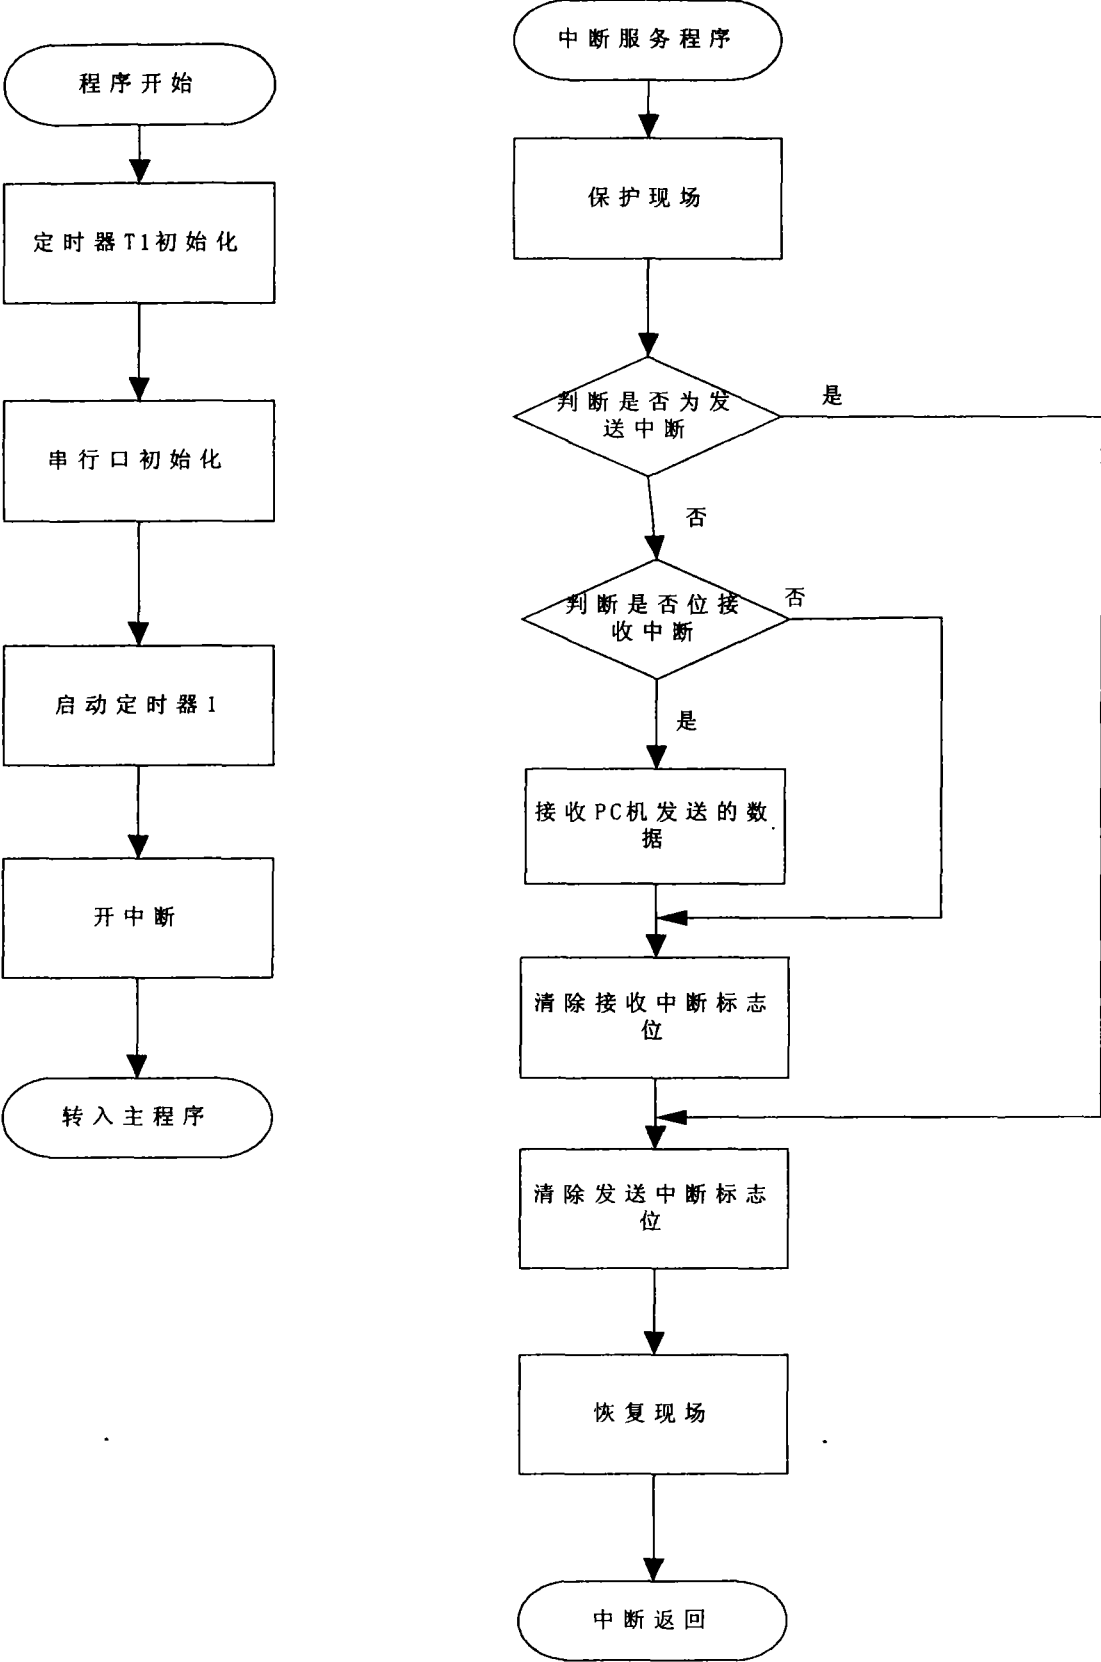 程序开始
定时器T1初始化
串行口初始化
启动定时器1
开中断
转入主程序
中断服务程序
保护现场
判断是否为发
送中断
是
否
判断是否位接
收中断
否
是
接收PC机发送的数
据
清除接收中断标志
位
清除发送中断标志
位
恢复现场
中断返回